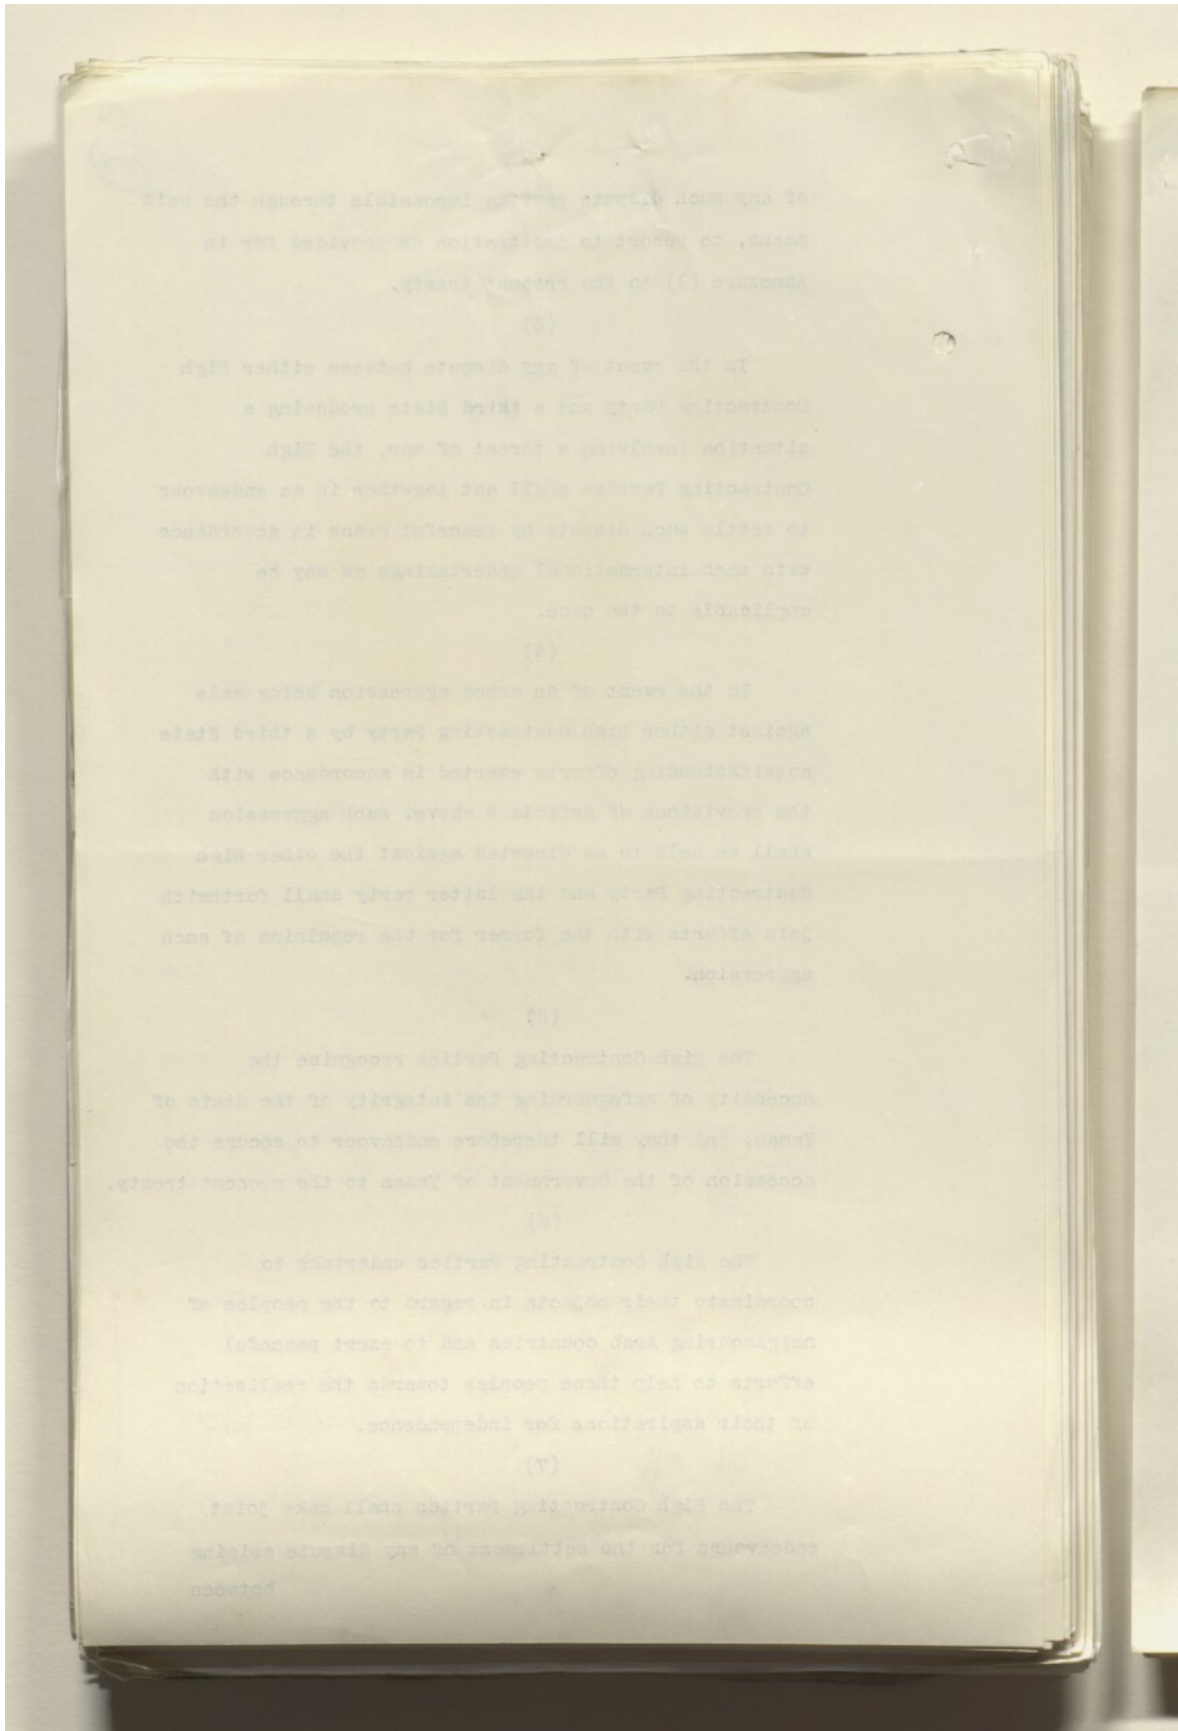 of any such dispute proving impossible through the said
means, to resort to arbitration as provided for in
Annexure (2) to the present treaty.
(3)
In the event of any dispute between either High
Contracting Party and a third State producing a
situation involving a threat of war, the High
Contracting Parties shall act together in an endeavour
to settle such dispute by peaceful means in accordance
with such international undertakings as may be
applicable to the case.
(4)
In the event of an armed aggression being made
against either High Contracting Party by a third State
notwithstanding efforts exerted in accordance with
the provisions of Article 3 above, such aggression
shall be held to be directed against the other High
Contracting Party and the latter party shall forthwith
join efforts with the former for the repulsion of such
aggression.
(5)
The High Contracting Parties recognise the
necessity of safeguarding the integrity of the State of
Yemen, and they will therefore endeavour to secure the
accession of the Government of Yemen to the present treaty.
(6)
The High Contracting Parties undertake to
coordinate their objects in regard to the peoples of
neighbouring Arab countries and to exert peaceful
efforts to help these peoples towards the realisation
of their aspirations for independence.
(7)
The High Contracting Parties shall make joint
endeavours for the settlement of any dispute arising
between